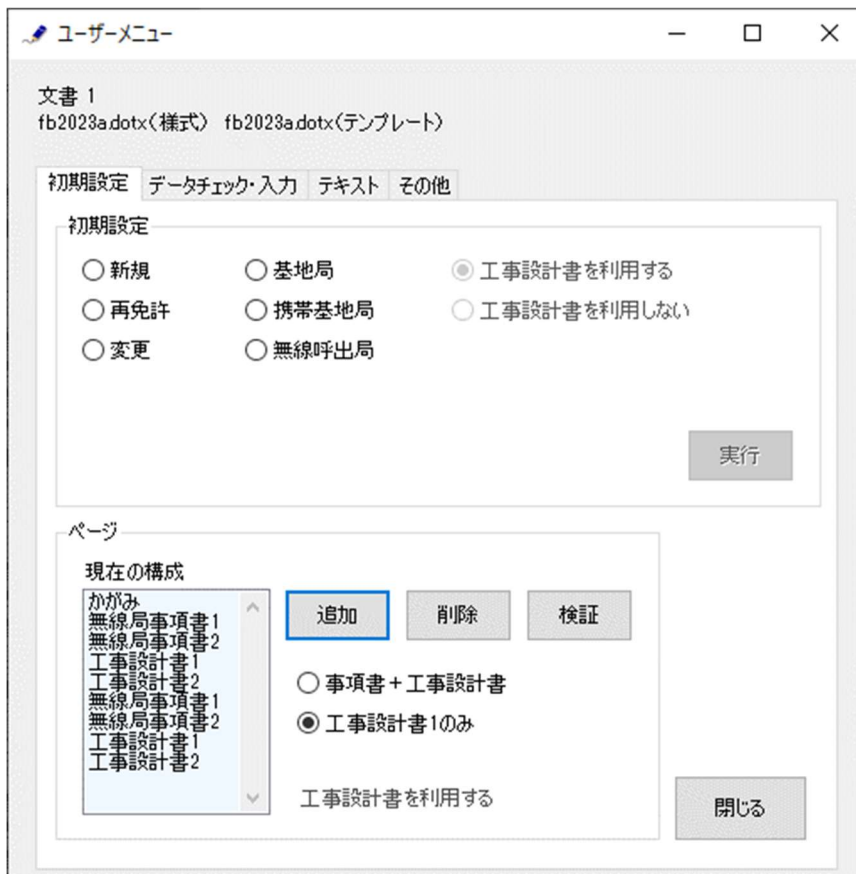 ユーザーメニュー
文書 1
fb2023a.dotx(様式) fb2023a.dotx(テンプレート)
初期設定 データチェック・入力 テキスト その他
初期設定
新規 基地局 工事設計書を利用する
再免許 携帯基地局 工事設計書を利用しない
変更 無線呼出局
実行
ページ
現在の構成
かがみ
無線局事項書1
無線局事項書2
工事設計書1
工事設計書2
無線局事項書1
無線局事項書2
工事設計書1
工事設計書2
追加 削除 検証
事項書+工事設計書
工事設計書1のみ
工事設計書を利用する
閉じる